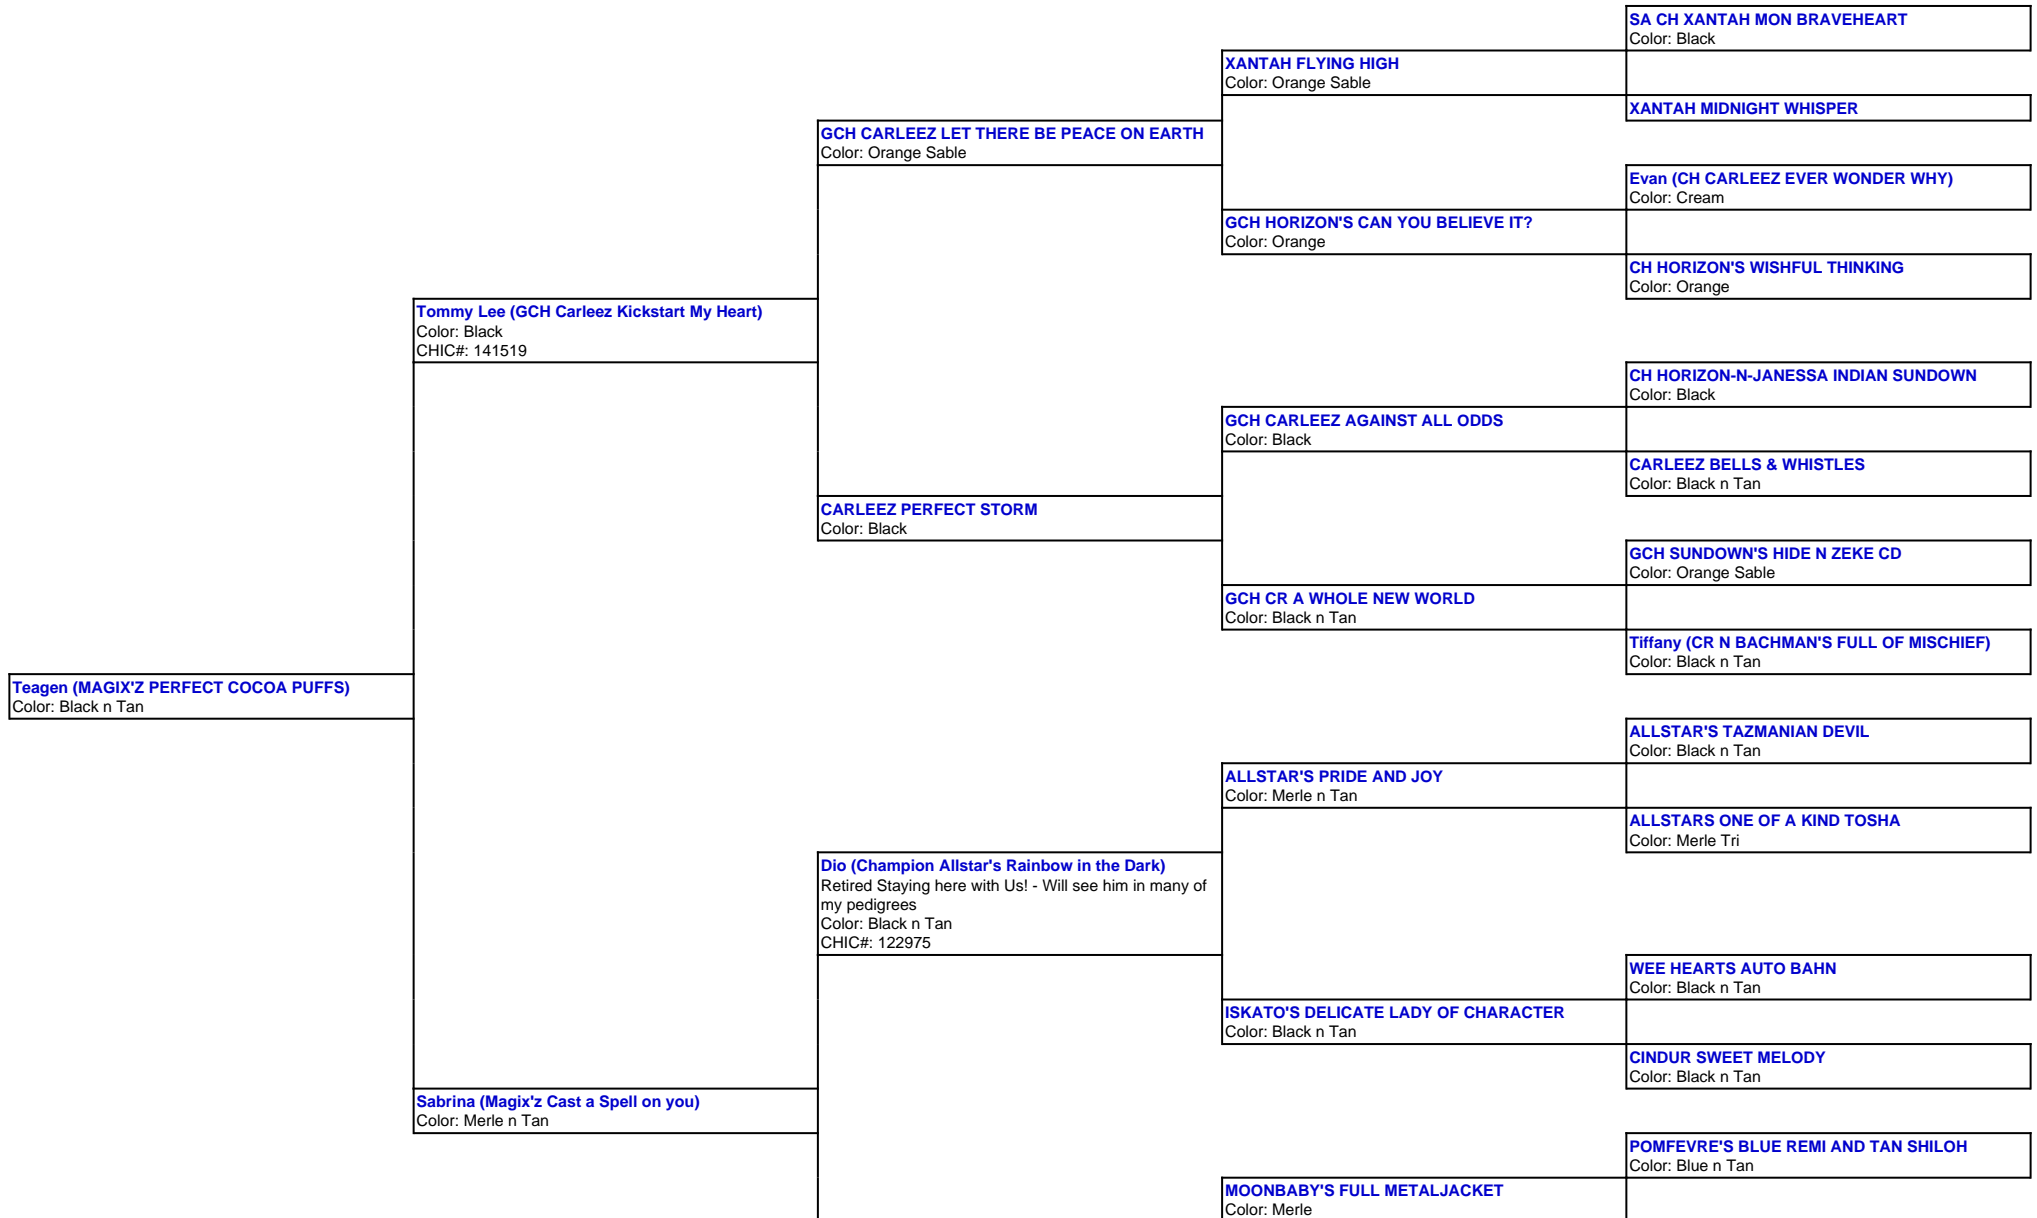 SA CH XANTAH MON BRAVEHEART
Color: Black
XANTAH FLYING HIGH
Color: Orange Sable
XANTAH MIDNIGHT WHISPER
GCH CARLEEZ LET THERE BE PEACE ON EARTH
Color: Orange Sable
Evan (CH CARLEEZ EVER WONDER WHY)
Color: Cream
GCH HORIZON'S CAN YOU BELIEVE IT?
Color: Orange
CH HORIZON'S WISHFUL THINKING
Color: Orange
Tommy Lee (GCH Carleez Kickstart My Heart)
Color: Black
CHIC#: 141519
CH HORIZON-N-JANESSA INDIAN SUNDOWN
Color: Black
GCH CARLEEZ AGAINST ALL ODDS
Color: Black
CARLEEZ BELLS & WHISTLES
Color: Black n Tan
CARLEEZ PERFECT STORM
Color: Black
GCH SUNDOWN'S HIDE N ZEKE CD
Color: Orange Sable
GCH CR A WHOLE NEW WORLD
Color: Black n Tan
Tiffany (CR N BACHMAN'S FULL OF MISCHIEF)
Color: Black n Tan
Teagen (MAGIX'Z PERFECT COCOA PUFFS)
Color: Black n Tan
ALLSTAR'S TAZMANIAN DEVIL
Color: Black n Tan
ALLSTAR'S PRIDE AND JOY
Color: Merle n Tan
ALLSTARS ONE OF A KIND TOSHA
Color: Merle Tri
Dio (Champion Allstar's Rainbow in the Dark)
Retired Staying here with Us! - Will see him in many of
my pedigrees
Color: Black n Tan
CHIC#: 122975
WEE HEARTS AUTO BAHN
Color: Black n Tan
ISKATO'S DELICATE LADY OF CHARACTER
Color: Black n Tan
CINDUR SWEET MELODY
Color: Black n Tan
Sabrina (Magix'z Cast a Spell on you)
Color: Merle n Tan
POMFEVRE'S BLUE REMI AND TAN SHILOH
Color: Blue n Tan
MOONBABY'S FULL METALJACKET
Color: Merle